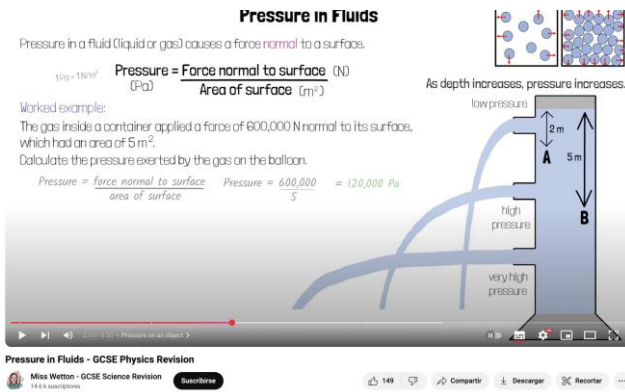 Pressure in Fluids
Pressure in a fluid (liquid or gas) causes a force normal to a surface.
1Pa = 1N/m²
Pressure = Force normal to surface (N)
(Pa)
Area of surface (m²)
As depth increases, pressure increases.
low pressure
Worked example:
The gas inside a container applied a force of 600,000 N normal to its surface,
which had an area of 5 m².
Calculate the pressure exerted by the gas on the balloon.
Pressure = force normal to surface
area of surface
Pressure = 600,000
5
= 120,000 Pa
2 m
A
5 m
B
high
pressure
very high
pressure
Pressure on an object >
Pressure in Fluids - GCSE Physics Revision
Miss Wetton - GCSE Science Revision
Suscribirse
149
Compartir
Descargar
Recortar